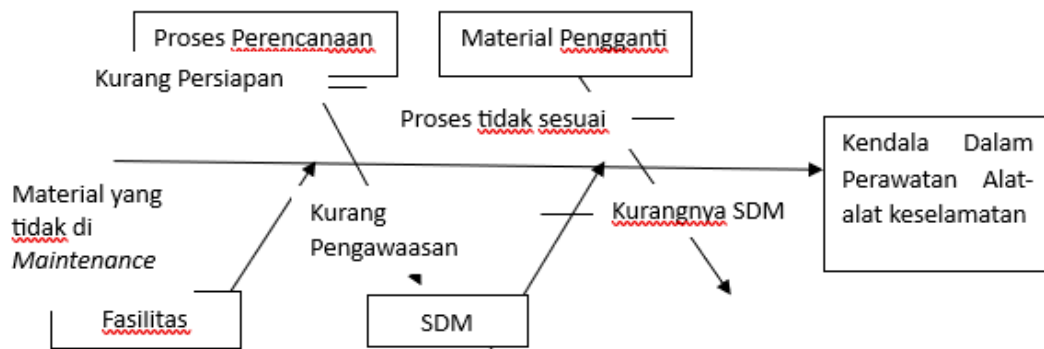 Proses Perencanaan
Kurang Persiapan
Material Pengganti
Proses tidak sesuai
Kendala Dalam
Perawatan Alat-
alat keselamatan
Material yang
tidak di
Maintenance
Kurang
Pengawaasan
Kurangnya SDM
Fasilitas
SDM